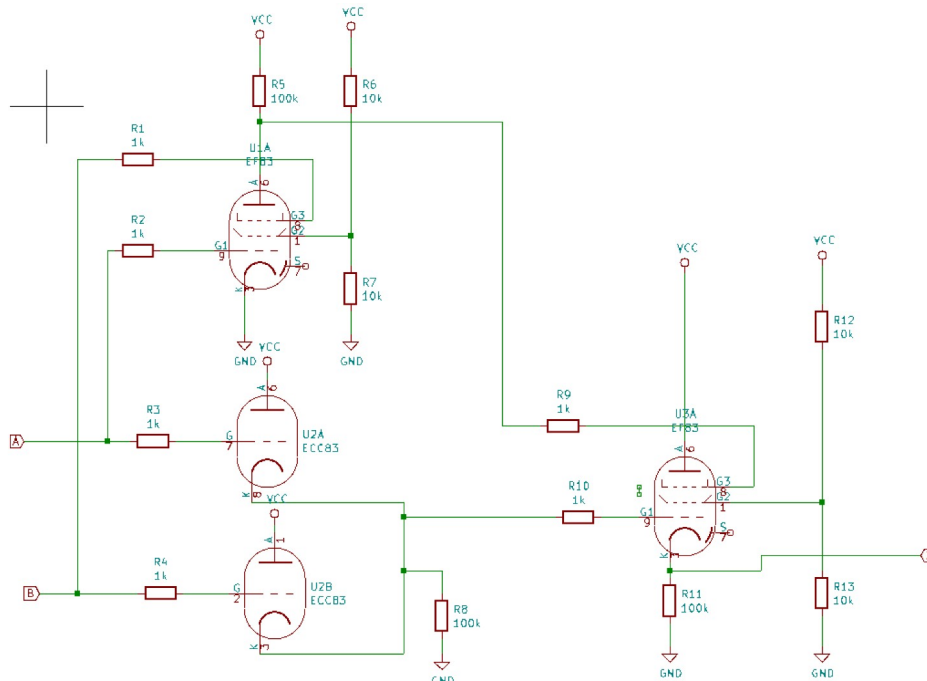 VCC
VCC
R5
100k
R6
10k
R1
1k
U1A
EF83
A
6
G3
8
G2
1
R2
1k
G1
9
S
7
K
3
R7
10k
GND
GND
VCC
VCC
VCC
R12
10k
A
6
R3
1k
U2A
ECC83
G
7
A
K
8
R9
1k
U3A
EF83
A
6
G3
8
G2
1
R10
1k
G1
9
S
7
K
3
VCC
A
1
R4
1k
U2B
ECC83
G
2
B
K
3
R8
100k
GND
R11
100k
GND
R13
10k
GND